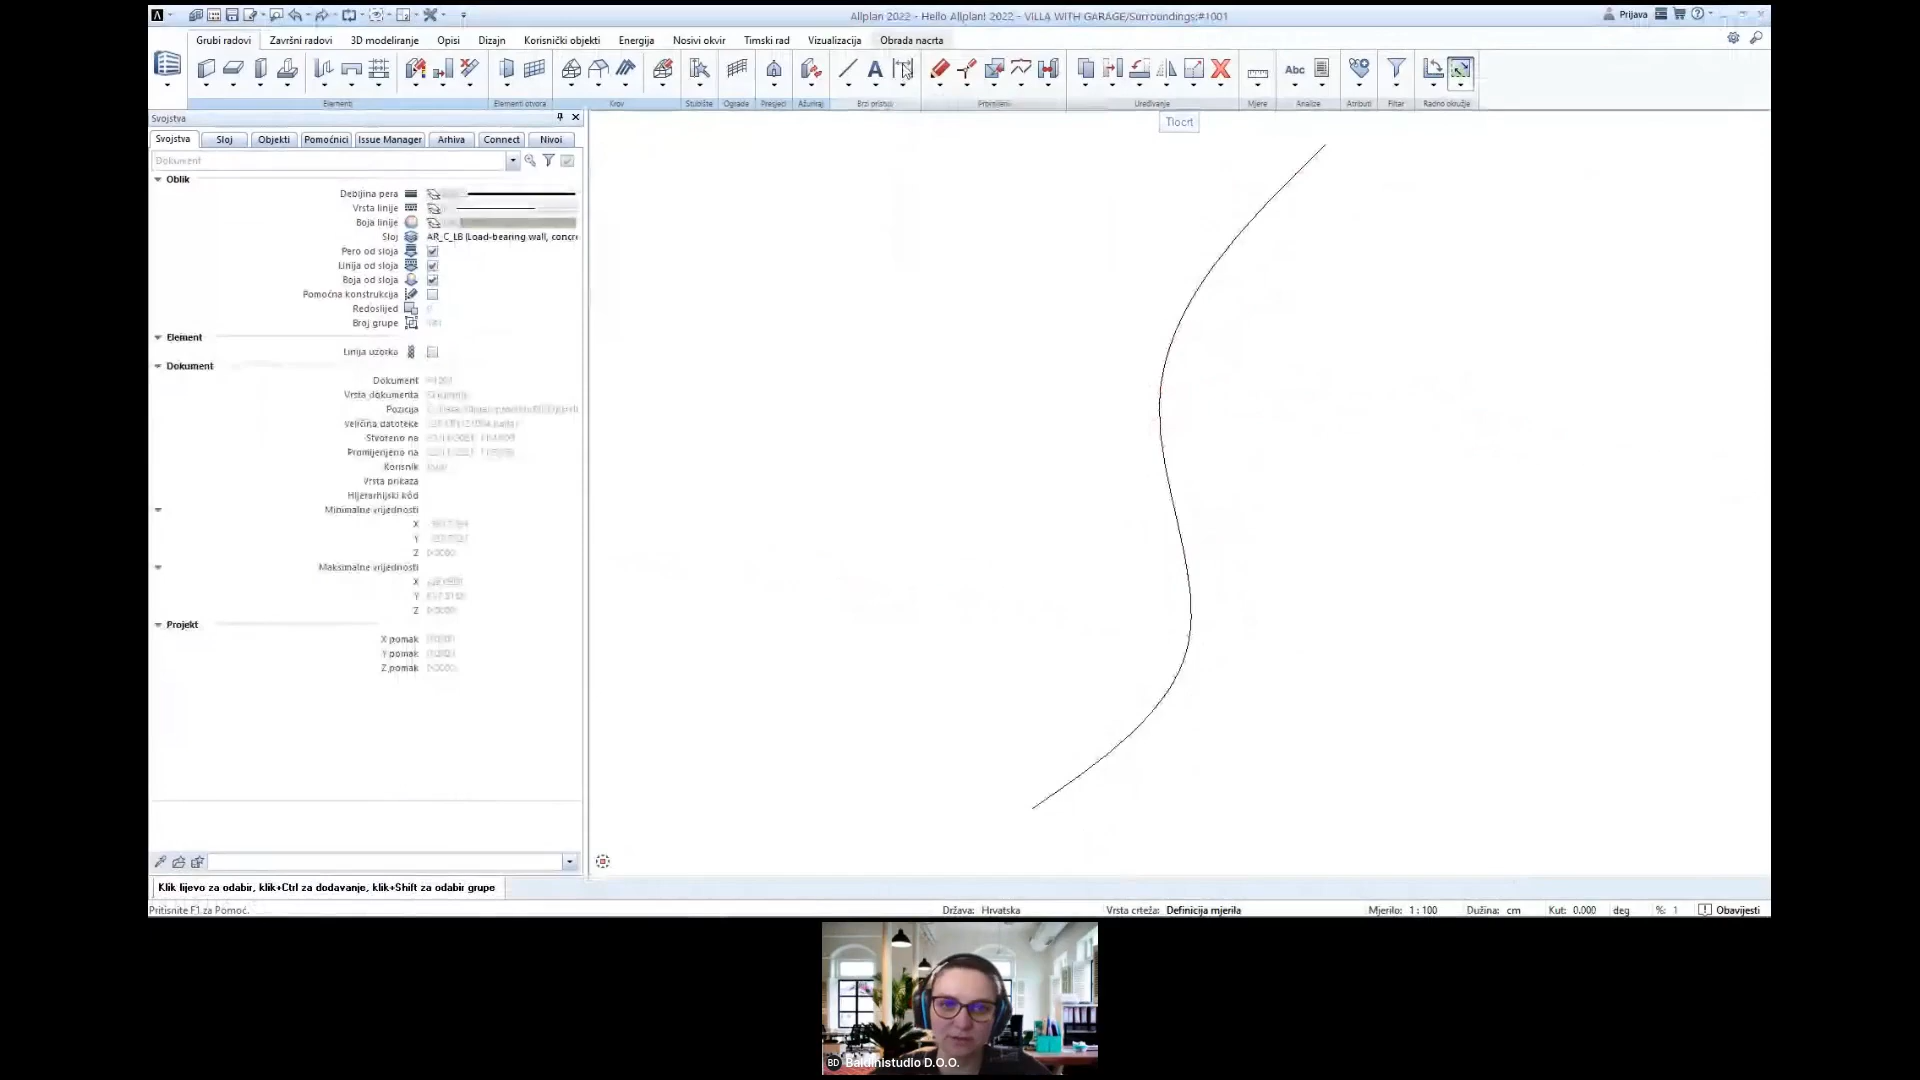 Allplan 2022 - Hello Allplan! 2022 - VILLA WITH GARAGE/Surroundings:#1001
Prijava
Grubi radovi Završni radovi 3D modeliranje Opisi Dizajn Korisnički objekti Energija Nosivi okvir Timski rad Vizualizacija Obrada nacrta
Abc
Elementi Elementi otvora Krov Stubište Ograde Presjeci Ažuriraj Brzi pristup Promijeni Uređivanje Mjere Analize Atributi Filtar Radno okružje
Svojstva
Tlocrt
Svojstva Sloj Objekti Pomoćnici Issue Manager Arhiva Connect Nivoi
Dokument
Oblik
Debljina pera
Vrsta linije
Boja linije
Sloj AR_C_LB (Load-bearing wall, concre
Pero od sloja
Linija od sloja
Boja od sloja
Pomoćna konstrukcija
Redoslijed
Broj grupe
Element
Linija uzorka
Dokument
Dokument
Vrsta dokumenta
Pozicija
Veličina datoteke
Stvoreno na
Promijenjeno na
Korisnik
Vrsta prikaza
Hijerarhijski kôd
Minimalne vrijednosti
X
Y
Z
Maksimalne vrijednosti
X
Y
Z
Projekt
X pomak
Y pomak
Z pomak
Klik lijevo za odabir, klik+Ctrl za dodavanje, klik+Shift za odabir grupe
Pritisnite F1 za Pomoć.
Država: Hrvatska Vrsta crteža: Definicija mjerila Mjerilo: 1 : 100 Dužina: cm Kut: 0.000 deg %: 1 Obavijesti
BD Baldinistudio D.O.O.